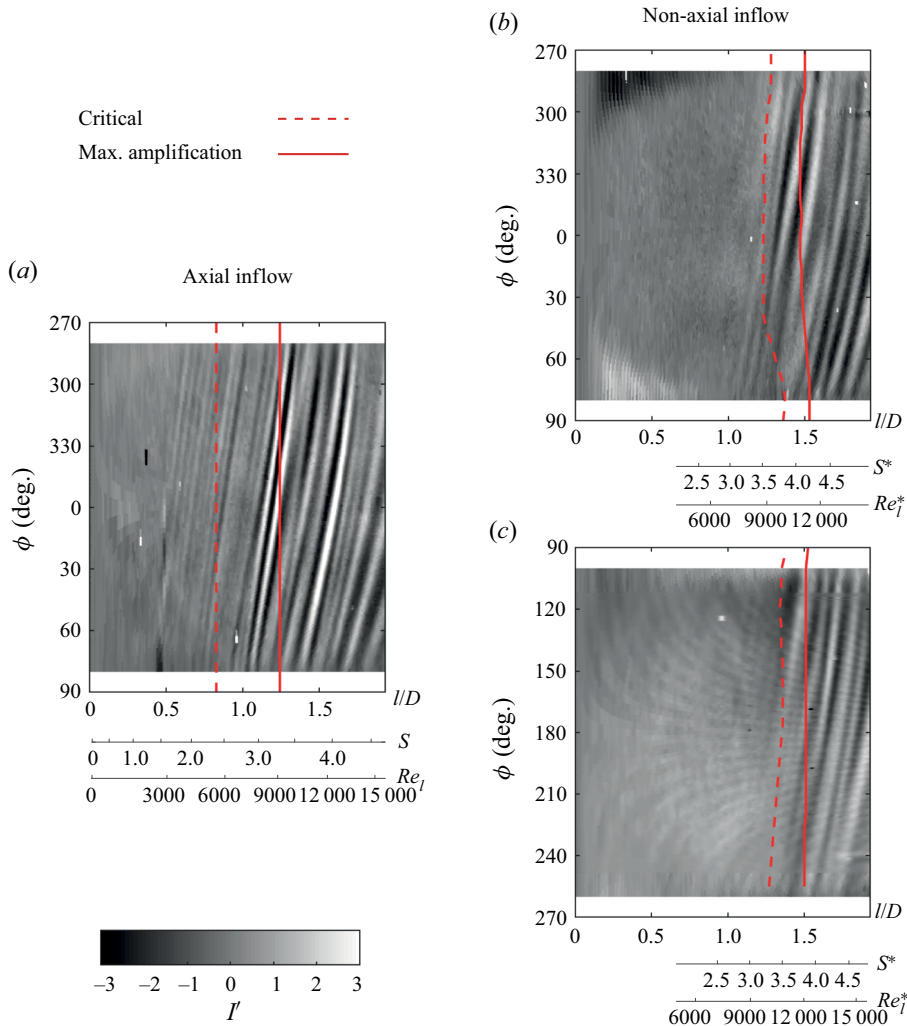 Non-axial inflow
(b)
270
300
330
0
30
60
90
ϕ (deg.)
0 0.5 1.0 1.5 l/D
2.5 3.0 3.5 4.0 4.5 S*
6000 9000 12 000 Re_l^*
Critical
Max. amplification
(a)
Axial inflow
270
300
330
0
30
60
90
ϕ (deg.)
0 0.5 1.0 1.5 l/D
0 1.0 2.0 3.0 4.0 S
0 3000 6000 9000 12 000 15 000 Re_l
(c)
90
120
150
180
210
240
270
ϕ (deg.)
0 0.5 1.0 1.5 l/D
2.5 3.0 3.5 4.0 4.5 S*
6000 9000 12 000 15 000 Re_l^*
−3 −2 −1 0 1 2 3
I′